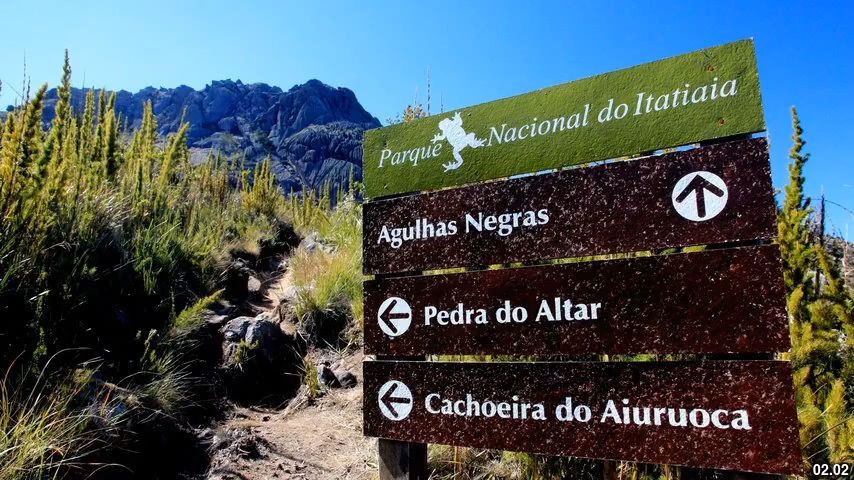 Parque Nacional do Itatiaia
Agulhas Negras
Pedra do Altar
Cachoeira do Aiuruoca
02.02